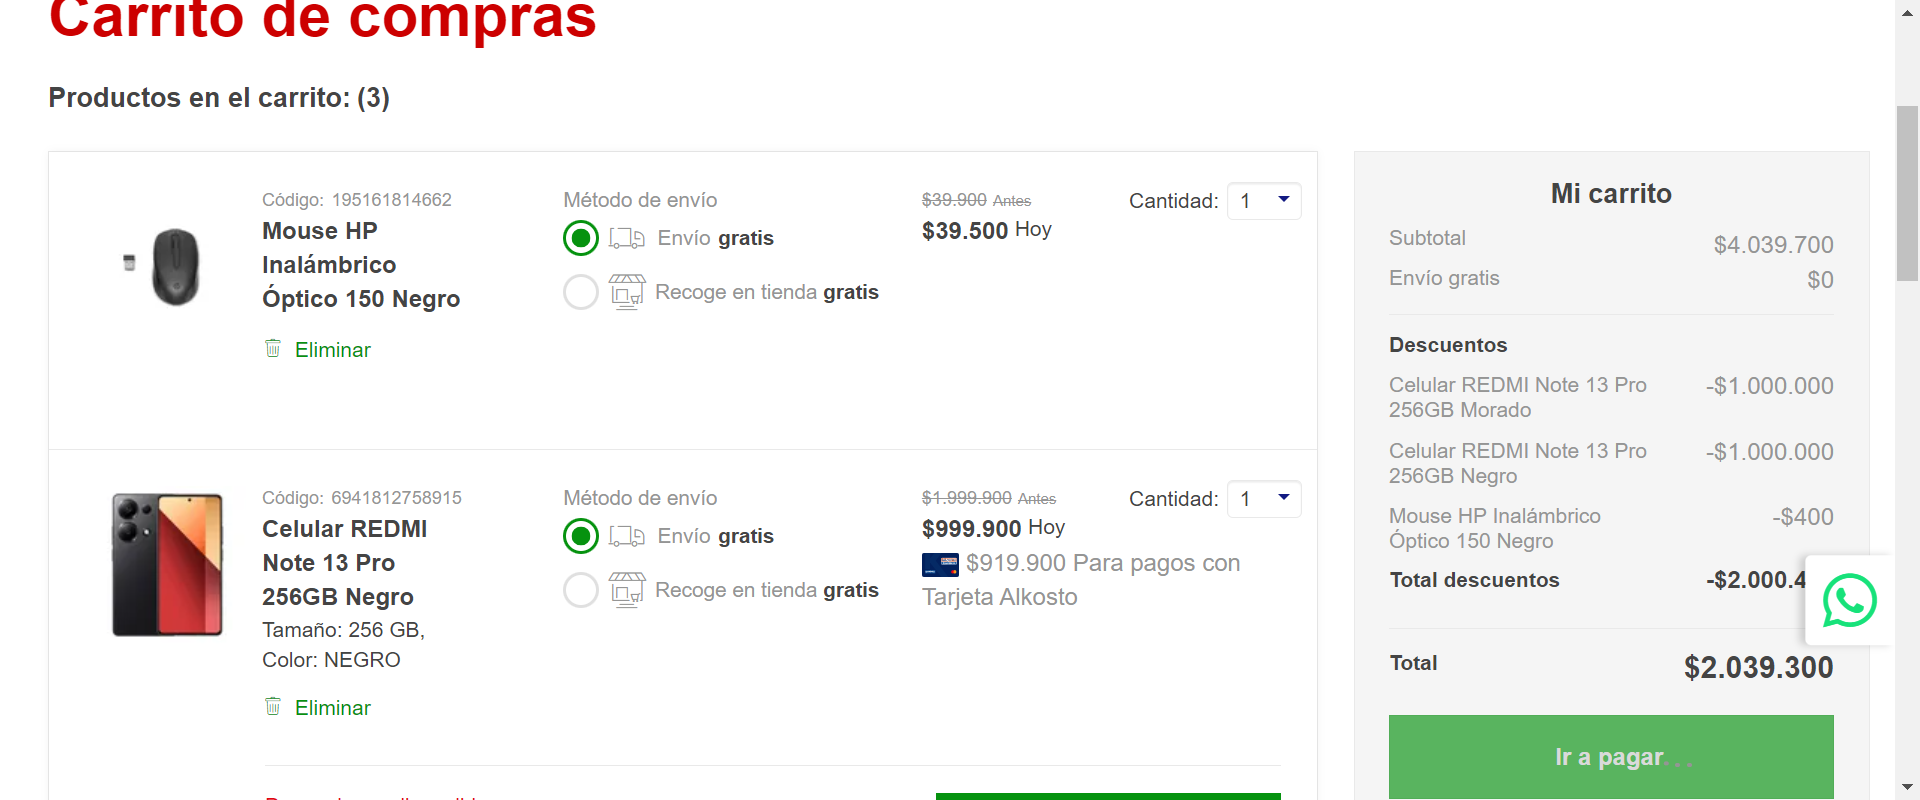 Carrito de compras
Productos en el carrito: (3)
Código: 195161814662
Mouse HP
Inalámbrico
Óptico 150 Negro
Eliminar
Método de envío
Envío gratis
Recoge en tienda gratis
$39.900 Antes
$39.500 Hoy
Cantidad: 1
Código: 6941812758915
Celular REDMI
Note 13 Pro
256GB Negro
Tamaño: 256 GB,
Color: NEGRO
Eliminar
Método de envío
Envío gratis
Recoge en tienda gratis
$1.999.900 Antes
$999.900 Hoy
$919.900 Para pagos con
Tarjeta Alkosto
Cantidad: 1
Mi carrito
Subtotal $4.039.700
Envío gratis $0
Descuentos
Celular REDMI Note 13 Pro -$1.000.000
256GB Morado
Celular REDMI Note 13 Pro -$1.000.000
256GB Negro
Mouse HP Inalámbrico -$400
Óptico 150 Negro
Total descuentos -$2.000.4
Total $2.039.300
Ir a pagar...